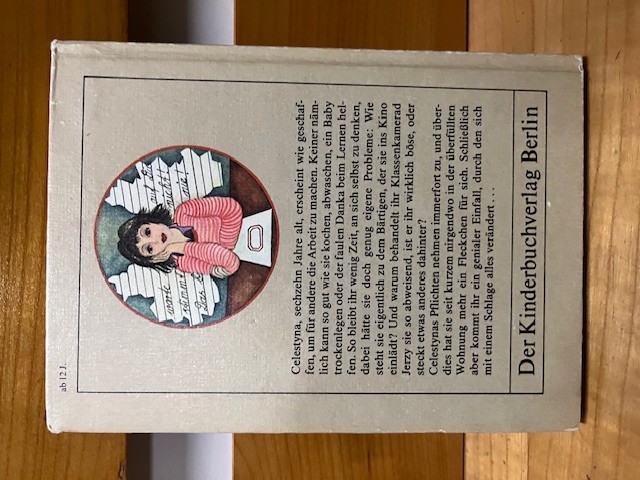 ab 12 J.
Celestyna, sechzehn Jahre alt, erscheint wie geschaf-
fen, um für andere die Arbeit zu machen. Keiner näm-
lich kann so gut wie sie kochen, abwaschen, ein Baby
trockenlegen oder der faulen Danka beim Lernen hel-
fen. So bleibt ihr wenig Zeit, an sich selbst zu denken,
dabei hätte sie doch genug eigene Probleme: Wie
steht sie eigentlich zu dem Bärtigen, der sie ins Kino
einlädt? Und warum behandelt ihr Klassenkamerad
Jerzy sie so abweisend, ist er ihr wirklich böse, oder
steckt etwas anderes dahinter?
Celestynas Pflichten nehmen immerfort zu, und über-
dies hat sie seit kurzem nirgendwo in der überfüllten
Wohnung mehr ein Fleckchen für sich. Schließlich
aber kommt ihr ein genialer Einfall, durch den sich
mit einem Schlage alles verändert ...
Der Kinderbuchverlag Berlin